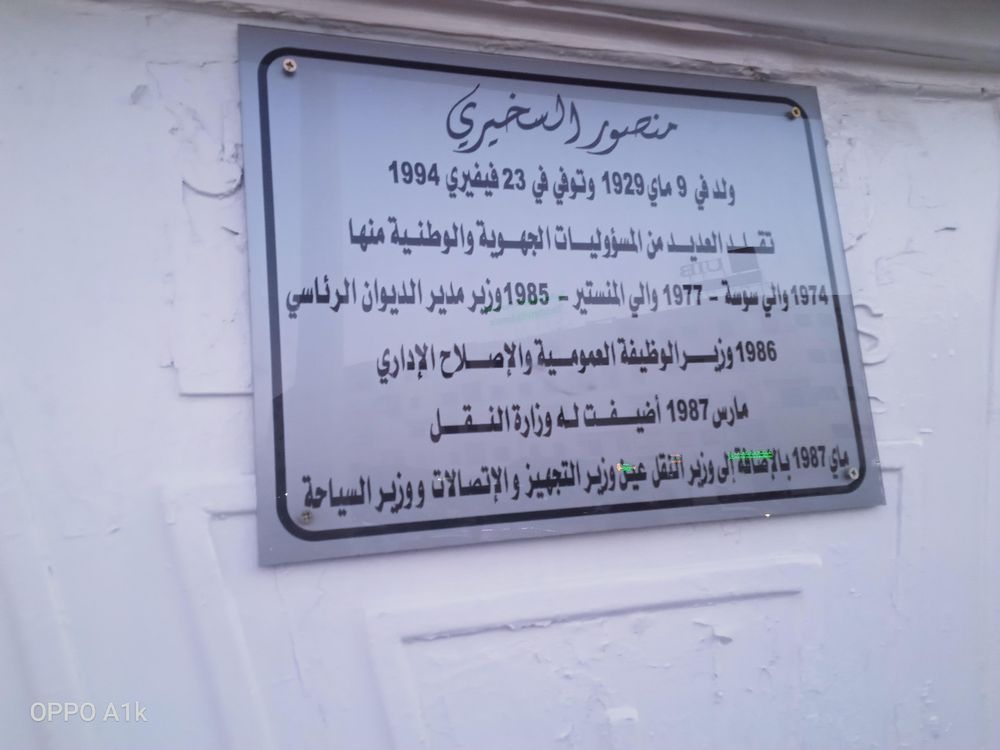 منصور السخيري
ولد في 9 ماي 1929 وتوفي في 23 فيفيري 1994
تقلد العديد من المسؤوليات الجهوية والوطنية منها
1974 والي سوسة - 1977 والي المنستير - 1985 وزير مدير الديوان الرئاسي
1986 وزير الوظيفة العمومية والإصلاح الإداري
مارس 1987 أضيفت له وزارة النقل
ماي 1987 بالإضافة إلى وزير النقل عين وزير التجهيز والإتصالات ووزير السياحة
OPPO A1k